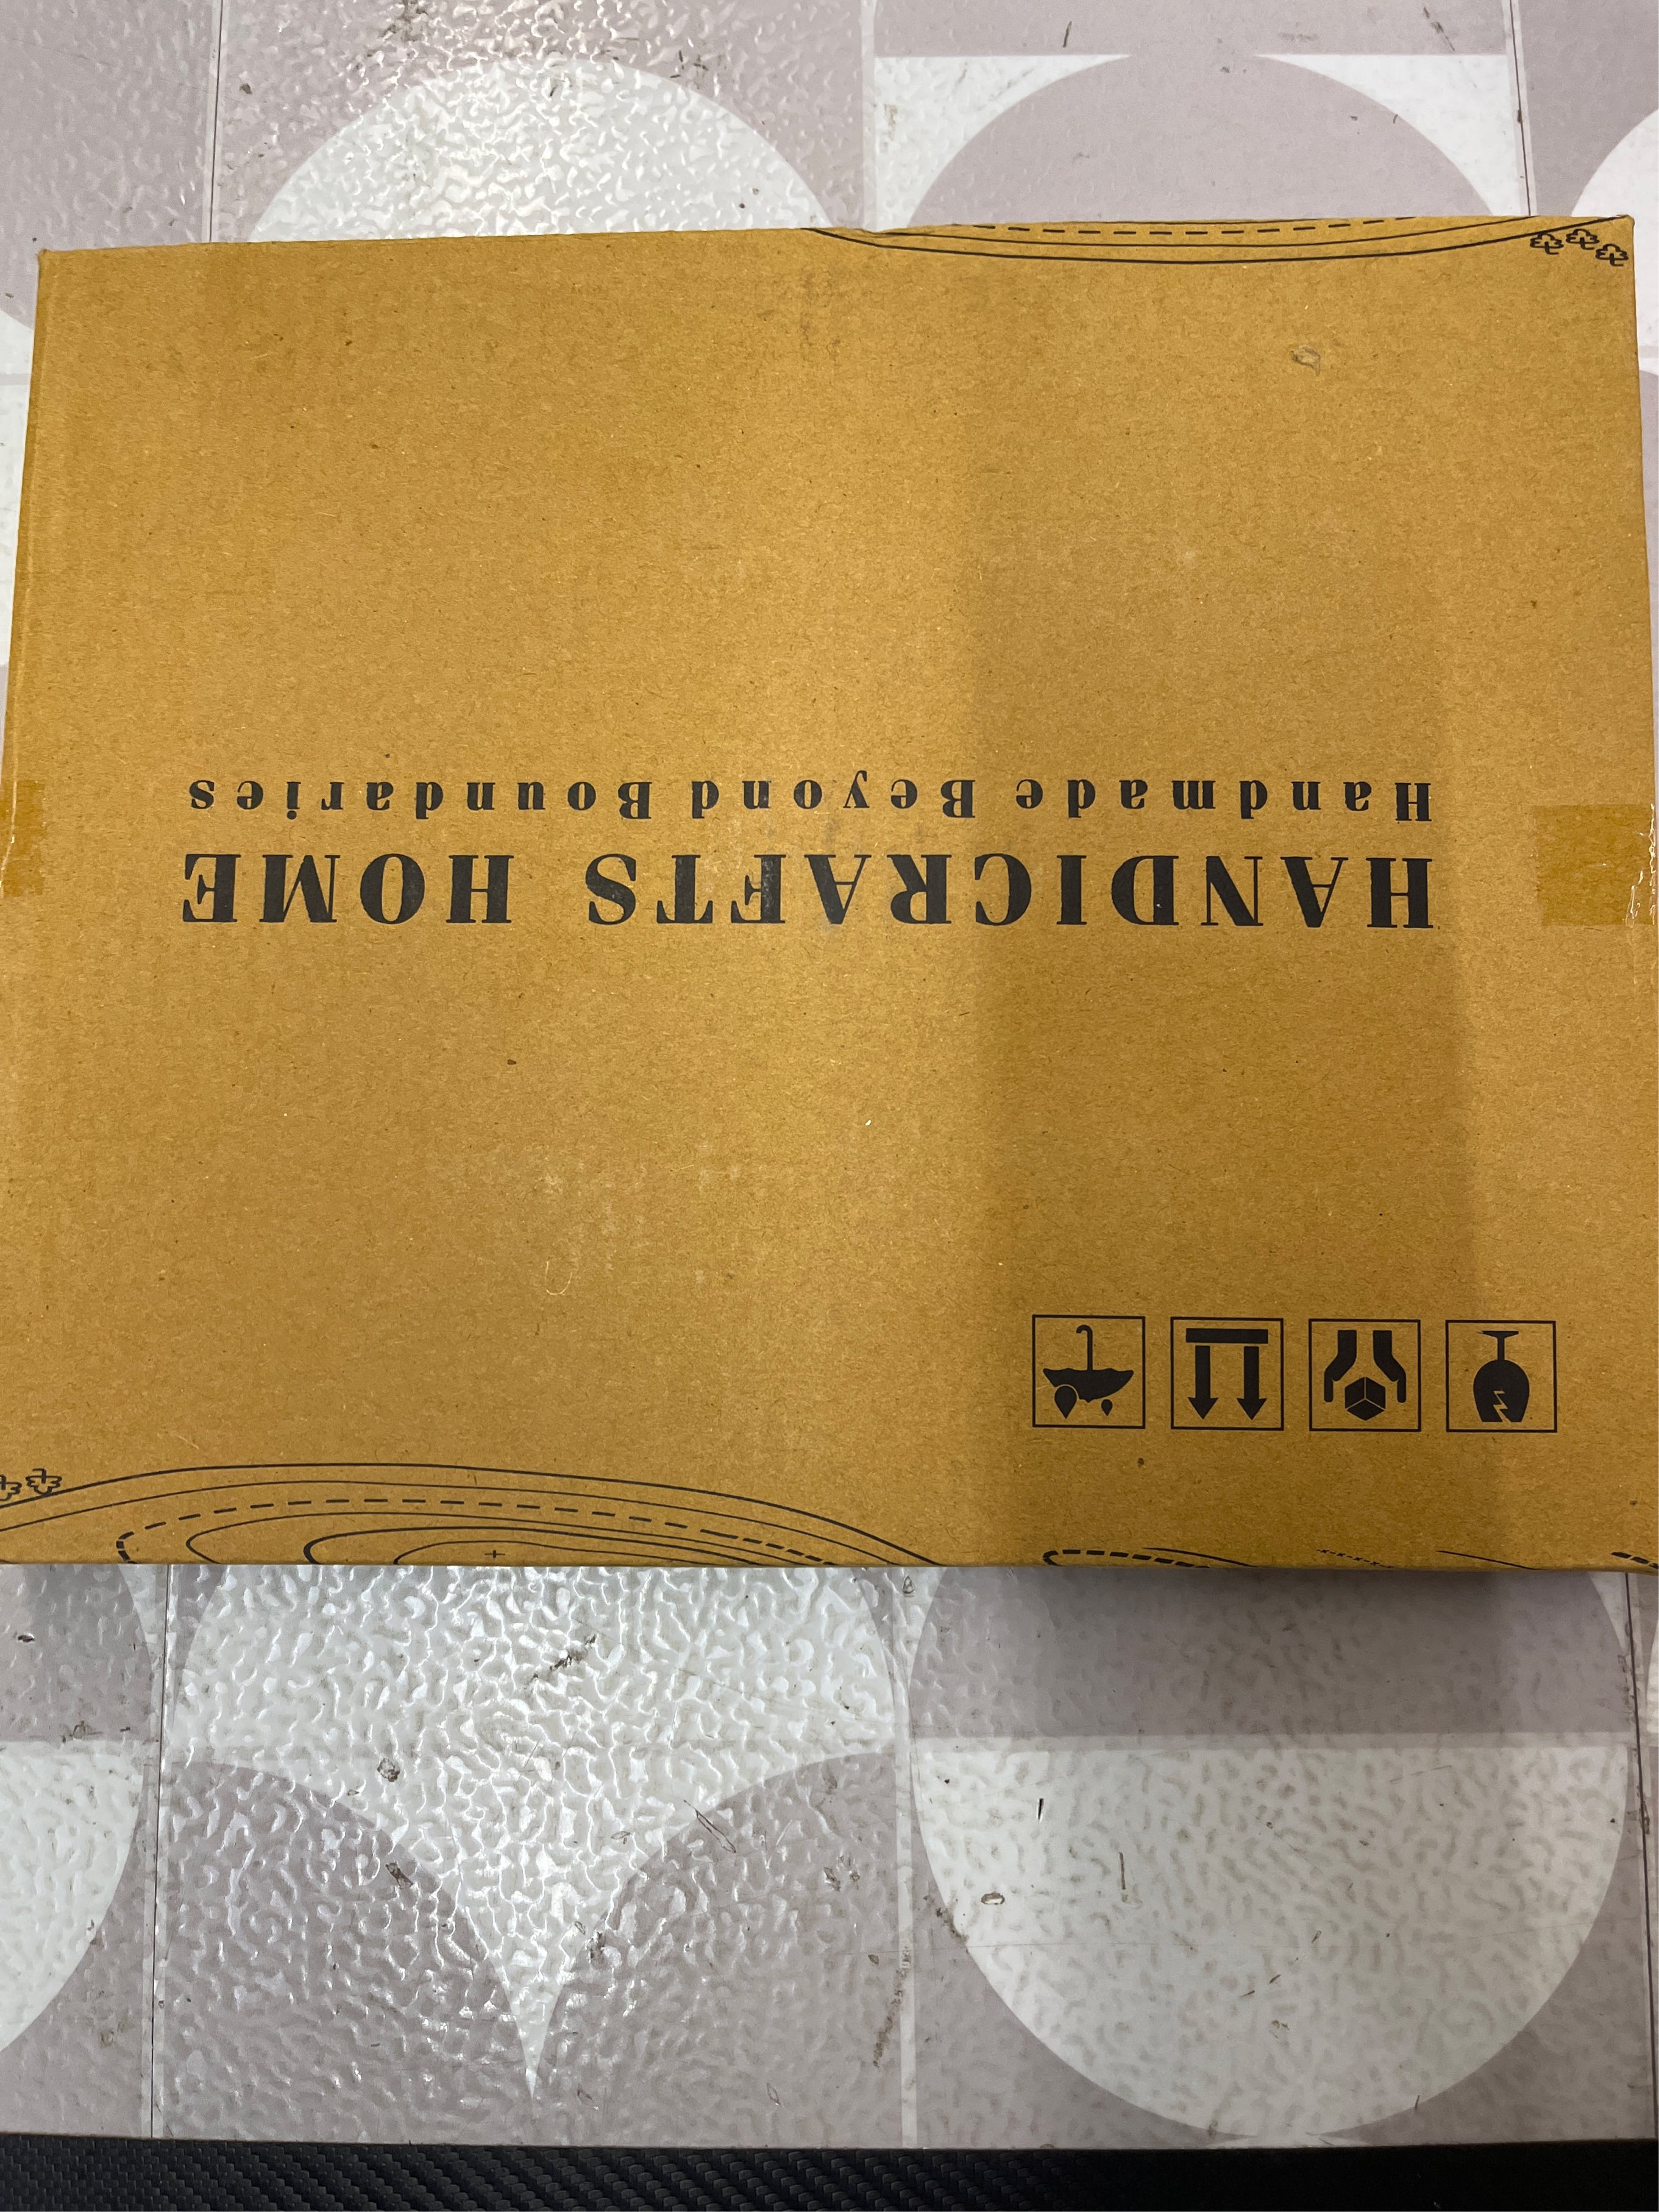 HANDICRAFTS HOME
Handmade Beyond Boundaries